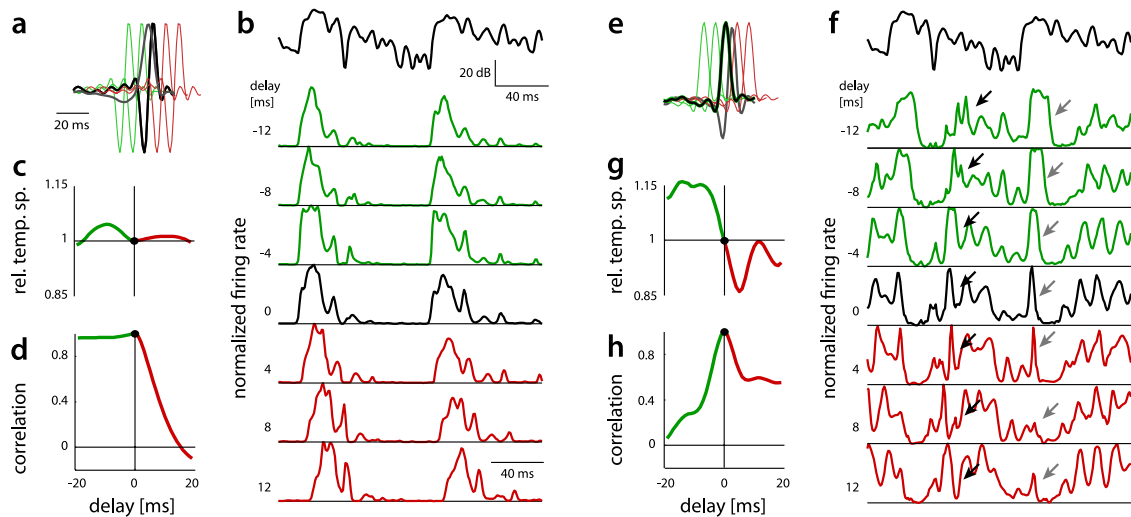 a
20 ms
b
20 dB
40 ms
delay
[ms]
-12
-8
-4
0
4
8
12
normalized firing rate
40 ms
c
1.15
1
0.85
rel. temp. sp.
d
0.8
0.4
0
correlation
-20
0
20
delay [ms]
e
f
delay
[ms]
-12
-8
-4
0
4
8
12
normalized firing rate
g
1.15
1
0.85
rel. temp. sp.
h
0.8
0.4
0
correlation
-20
0
20
delay [ms]